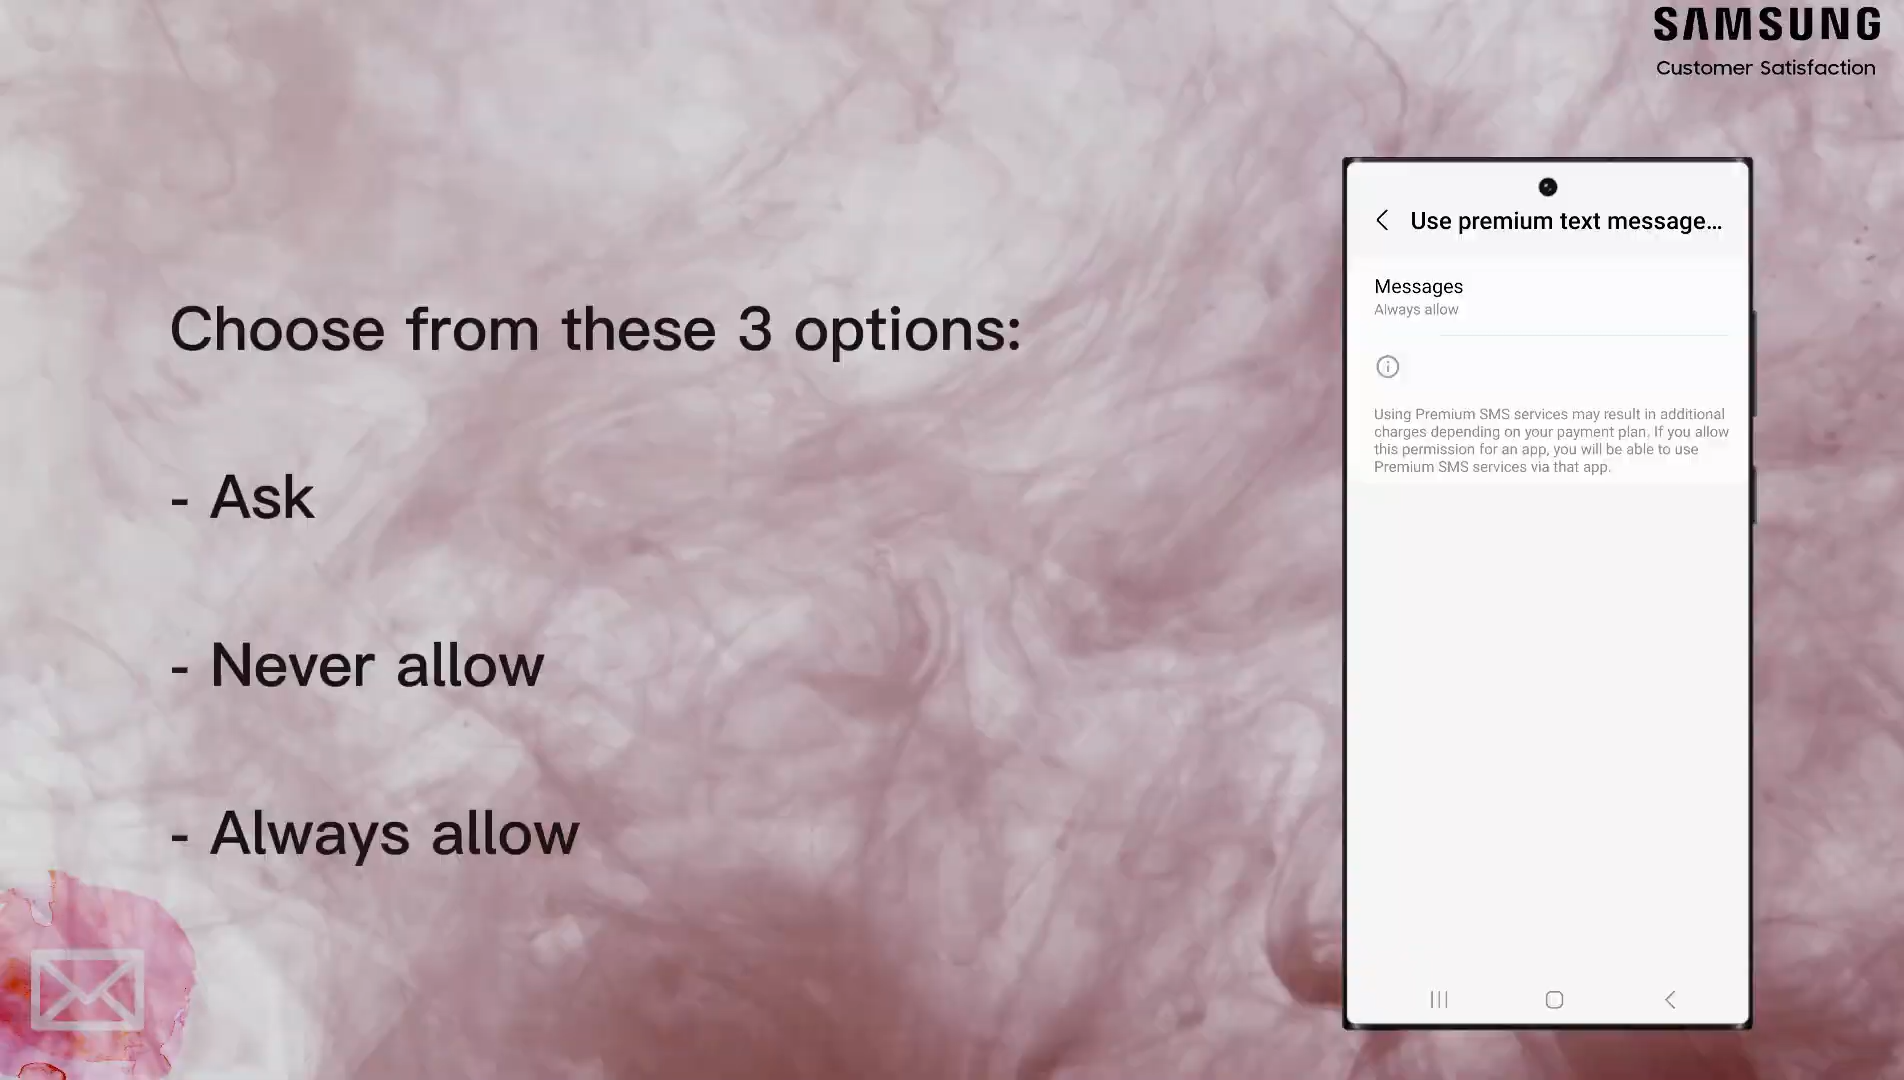 SAMSUNG
Customer Satisfaction
Choose from these 3 options:
- Ask
- Never allow
- Always allow
Use premium text message...
Messages
Always allow
Using Premium SMS services may result in additional
charges depending on your payment plan. If you allow
this permission for an app, you will be able to use
Premium SMS services via that app.